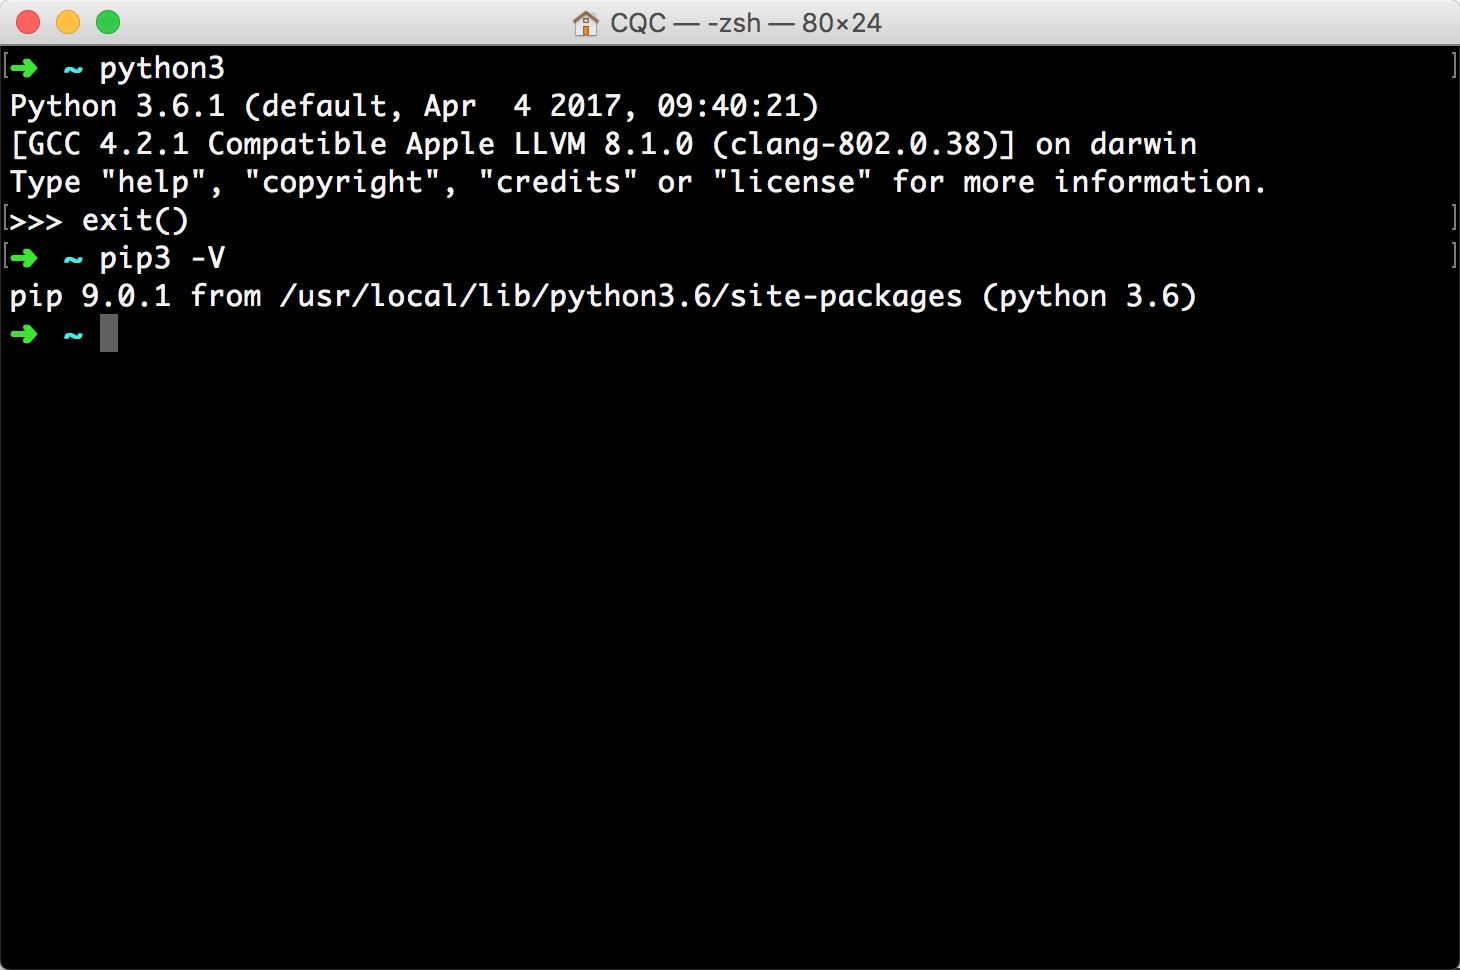 CQC — -zsh — 80×24
➜ ~ python3
Python 3.6.1 (default, Apr  4 2017, 09:40:21)
[GCC 4.2.1 Compatible Apple LLVM 8.1.0 (clang-802.0.38)] on darwin
Type "help", "copyright", "credits" or "license" for more information.
>>> exit()
➜ ~ pip3 -V
pip 9.0.1 from /usr/local/lib/python3.6/site-packages (python 3.6)
➜ ~